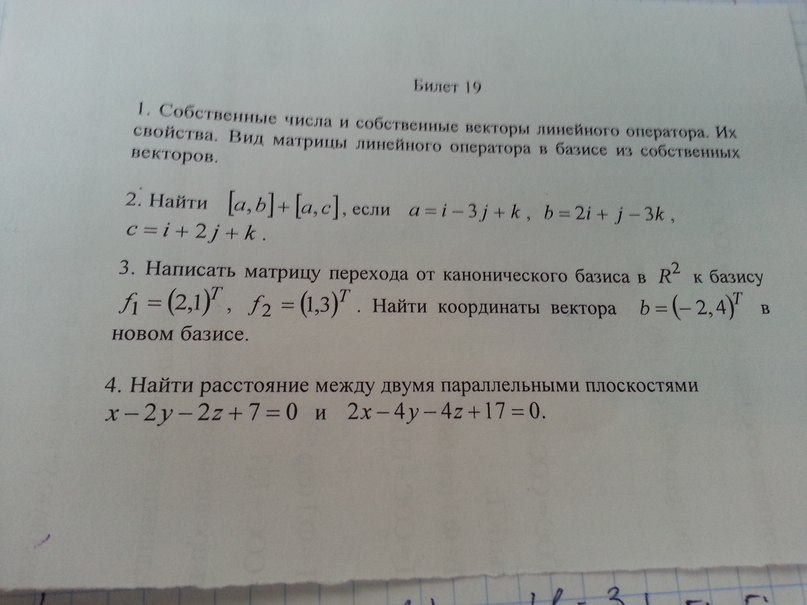 Билет 19
1. Собственные числа и собственные векторы линейного оператора. Их
свойства. Вид матрицы линейного оператора в базисе из собственных
векторов.
2. Найти [a,b]+[a,c], если a=i−3j+k, b=2i+j−3k,
c=i+2j+k.
3. Написать матрицу перехода от канонического базиса в R² к базису
f₁=(2,1)ᵀ, f₂=(1,3)ᵀ. Найти координаты вектора b=(−2,4)ᵀ в
новом базисе.
4. Найти расстояние между двумя параллельными плоскостями
x−2y−2z+7=0 и 2x−4y−4z+17=0.